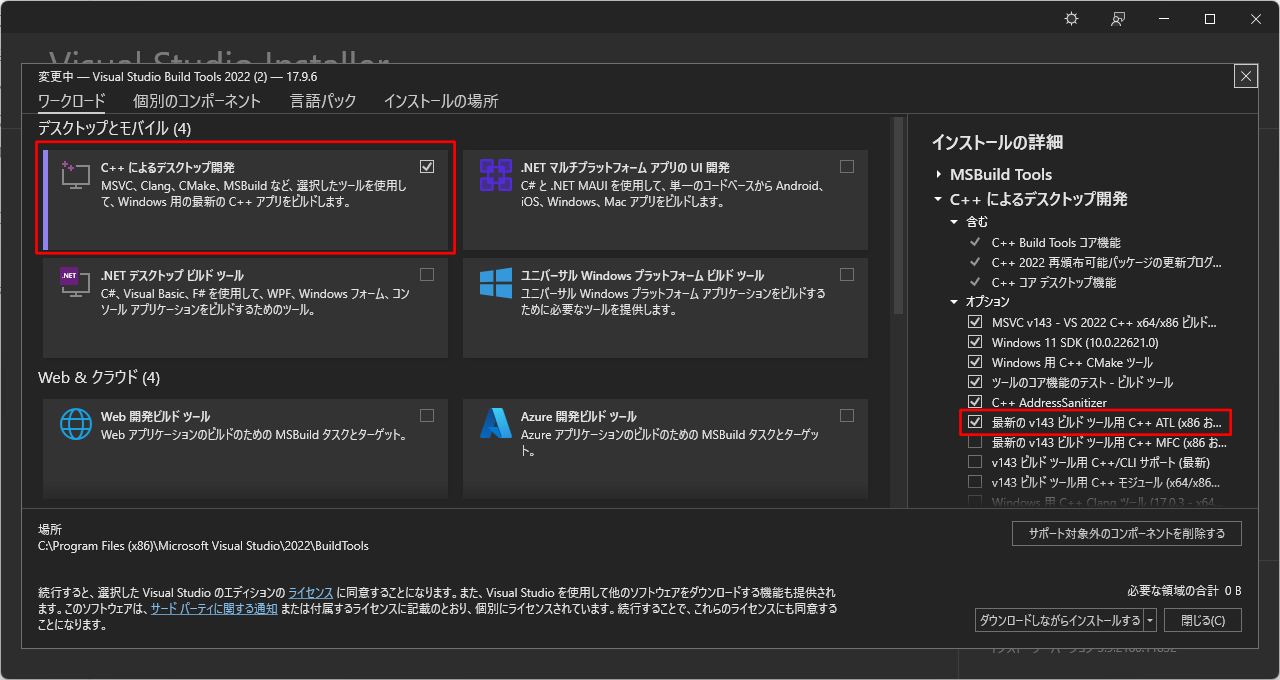 Visual Studio Installer
変更中 — Visual Studio Build Tools 2022 (2) — 17.9.6
ワークロード 個別のコンポーネント 言語パック インストールの場所
デスクトップとモバイル (4)
C++ によるデスクトップ開発
MSVC、Clang、CMake、MSBuild など、選択したツールを使用し
て、Windows 用の最新の C++ アプリをビルドします。
.NET マルチプラットフォーム アプリの UI 開発
C# と .NET MAUI を使用して、単一のコードベースから Android、
iOS、Windows、Mac アプリをビルドします。
.NET
.NET デスクトップ ビルド ツール
C#、Visual Basic、F# を使用して、WPF、Windows フォーム、コン
ソール アプリケーションをビルドするためのツール。
ユニバーサル Windows プラットフォーム ビルド ツール
ユニバーサル Windows プラットフォーム アプリケーションをビルドする
ために必要なツールを提供します。
Web & クラウド (4)
Web 開発ビルド ツール
Web アプリケーションのビルドのための MSBuild タスクとターゲット。
Azure 開発ビルド ツール
Azure アプリケーションのビルドのための MSBuild タスクとターゲッ
ト。
インストールの詳細
MSBuild Tools
C++ によるデスクトップ開発
含む
C++ Build Tools コア機能
C++ 2022 再頒布可能パッケージの更新プログ...
C++ コア デスクトップ機能
オプション
MSVC v143 - VS 2022 C++ x64/x86 ビルド...
Windows 11 SDK (10.0.22621.0)
Windows 用 C++ CMake ツール
ツールのコア機能のテスト - ビルド ツール
C++ AddressSanitizer
最新の v143 ビルド ツール用 C++ ATL (x86 お...
最新の v143 ビルド ツール用 C++ MFC (x86 お...
v143 ビルド ツール用 C++/CLI サポート (最新)
v143 ビルド ツール用 C++ モジュール (x64/x86...
Windows 用 C++ Clang ツール (17.0.3 - x64...
場所
C:\Program Files (x86)\Microsoft Visual Studio\2022\BuildTools
サポート対象外のコンポーネントを削除する
続行すると、選択した Visual Studio のエディションの ライセンス に同意することになります。また、Visual Studio を使用して他のソフトウェアをダウンロードする機能も提供され
ます。このソフトウェアは、サード パーティに関する通知 または付属するライセンスに記載のとおり、個別にライセンスされています。続行することで、これらのライセンスにも同意する
ことになります。
必要な領域の合計 0 B
ダウンロードしながらインストールする 閉じる(C)